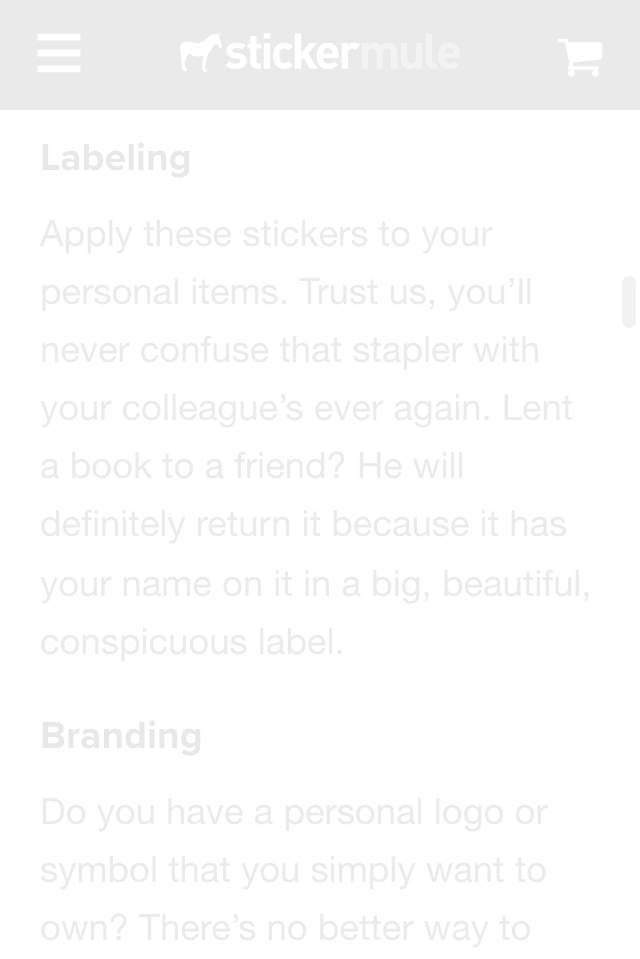 stickermule
Labeling
Apply these stickers to your
personal items. Trust us, you’ll
never confuse that stapler with
your colleague’s ever again. Lent
a book to a friend? He will
definitely return it because it has
your name on it in a big, beautiful,
conspicuous label.
Branding
Do you have a personal logo or
symbol that you simply want to
own? There’s no better way to